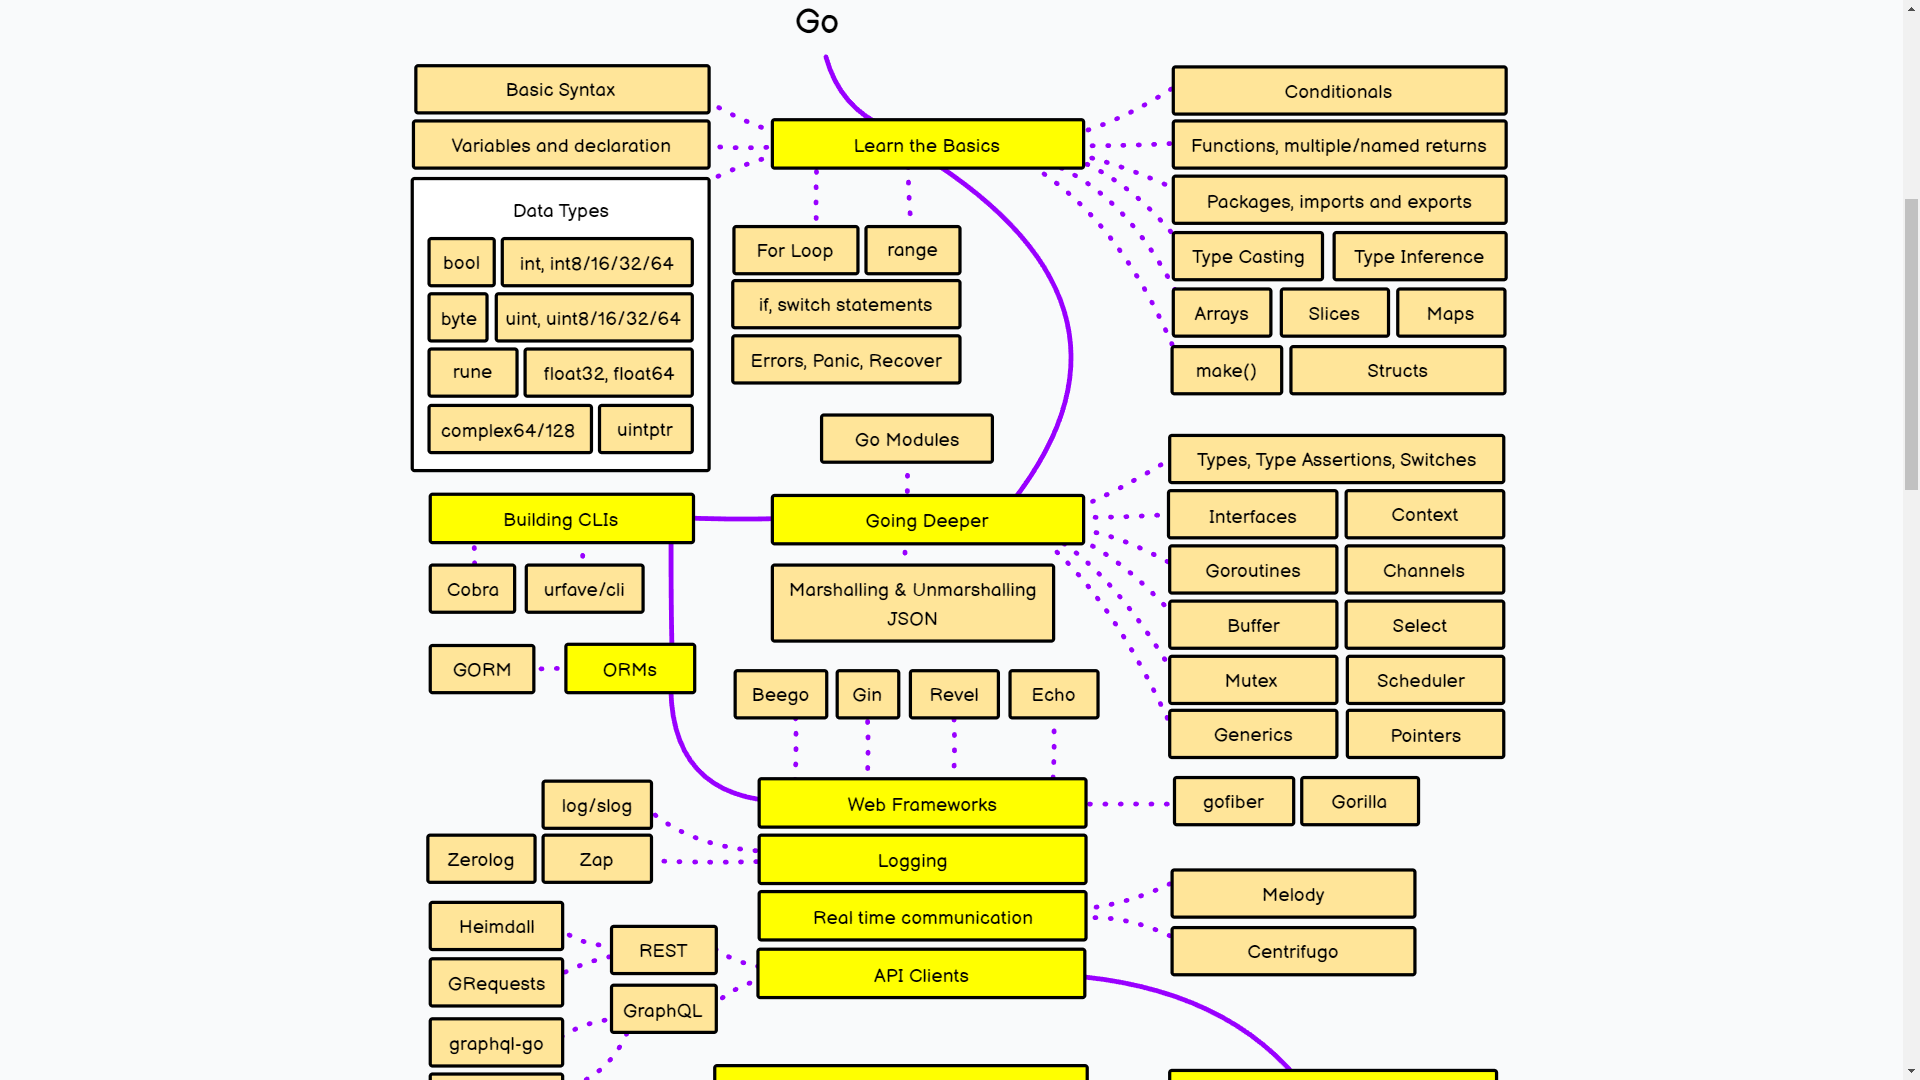 Go
Basic Syntax
Variables and declaration
Data Types
bool
int, int8/16/32/64
byte
uint, uint8/16/32/64
rune
float32, float64
complex64/128
uintptr
Learn the Basics
For Loop
range
if, switch statements
Errors, Panic, Recover
Conditionals
Functions, multiple/named returns
Packages, imports and exports
Type Casting
Type Inference
Arrays
Slices
Maps
make()
Structs
Go Modules
Going Deeper
Marshalling & Unmarshalling
JSON
Types, Type Assertions, Switches
Interfaces
Context
Goroutines
Channels
Buffer
Select
Mutex
Scheduler
Generics
Pointers
Building CLIs
Cobra
urfave/cli
GORM
ORMs
Beego
Gin
Revel
Echo
Web Frameworks
gofiber
Gorilla
log/slog
Zerolog
Zap
Logging
Real time communication
Melody
Centrifugo
API Clients
Heimdall
REST
GRequests
GraphQL
graphql-go